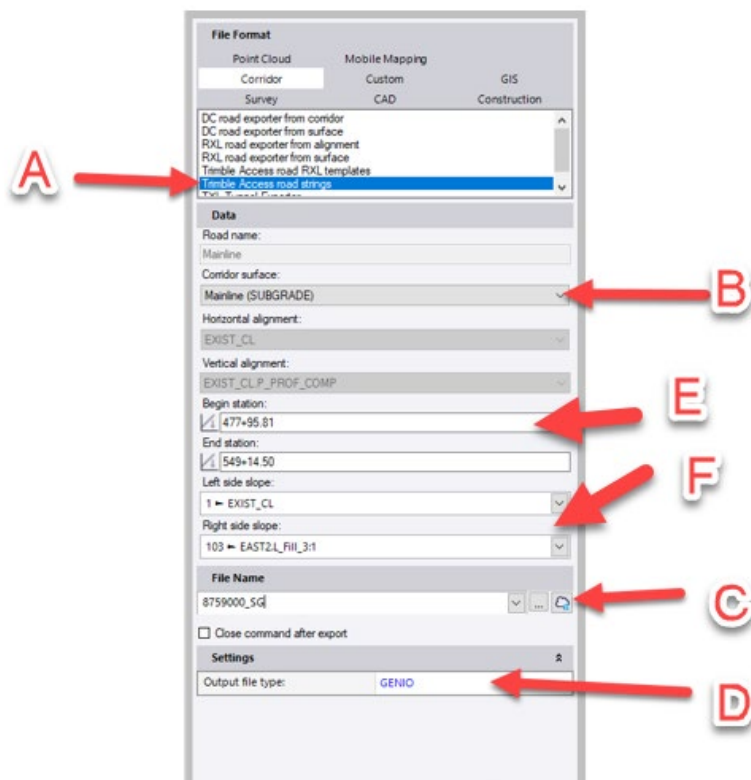 File Format
Point Cloud Mobile Mapping
Corridor Custom GIS
Survey CAD Construction
DC road exporter from corridor
DC road exporter from surface
RXL road exporter from alignment
RXL road exporter from surface
Trimble Access road RXL templates
A Trimble Access road strings
TXL Tunnel Exporter
Data
Road name:
Mainline
Corridor surface:
Mainline (SUBGRADE) B
Horizontal alignment:
EXIST_CL
Vertical alignment:
EXIST_CL.P_PROF_COMP
Begin station:
477+95.81 E
End station:
549+14.50
Left side slope:
1 ► EXIST_CL F
Right side slope:
103 ► EAST2:L_Fill_3:1
File Name
8759000_SG ... C
Close command after export
Settings
Output file type: GENIO D